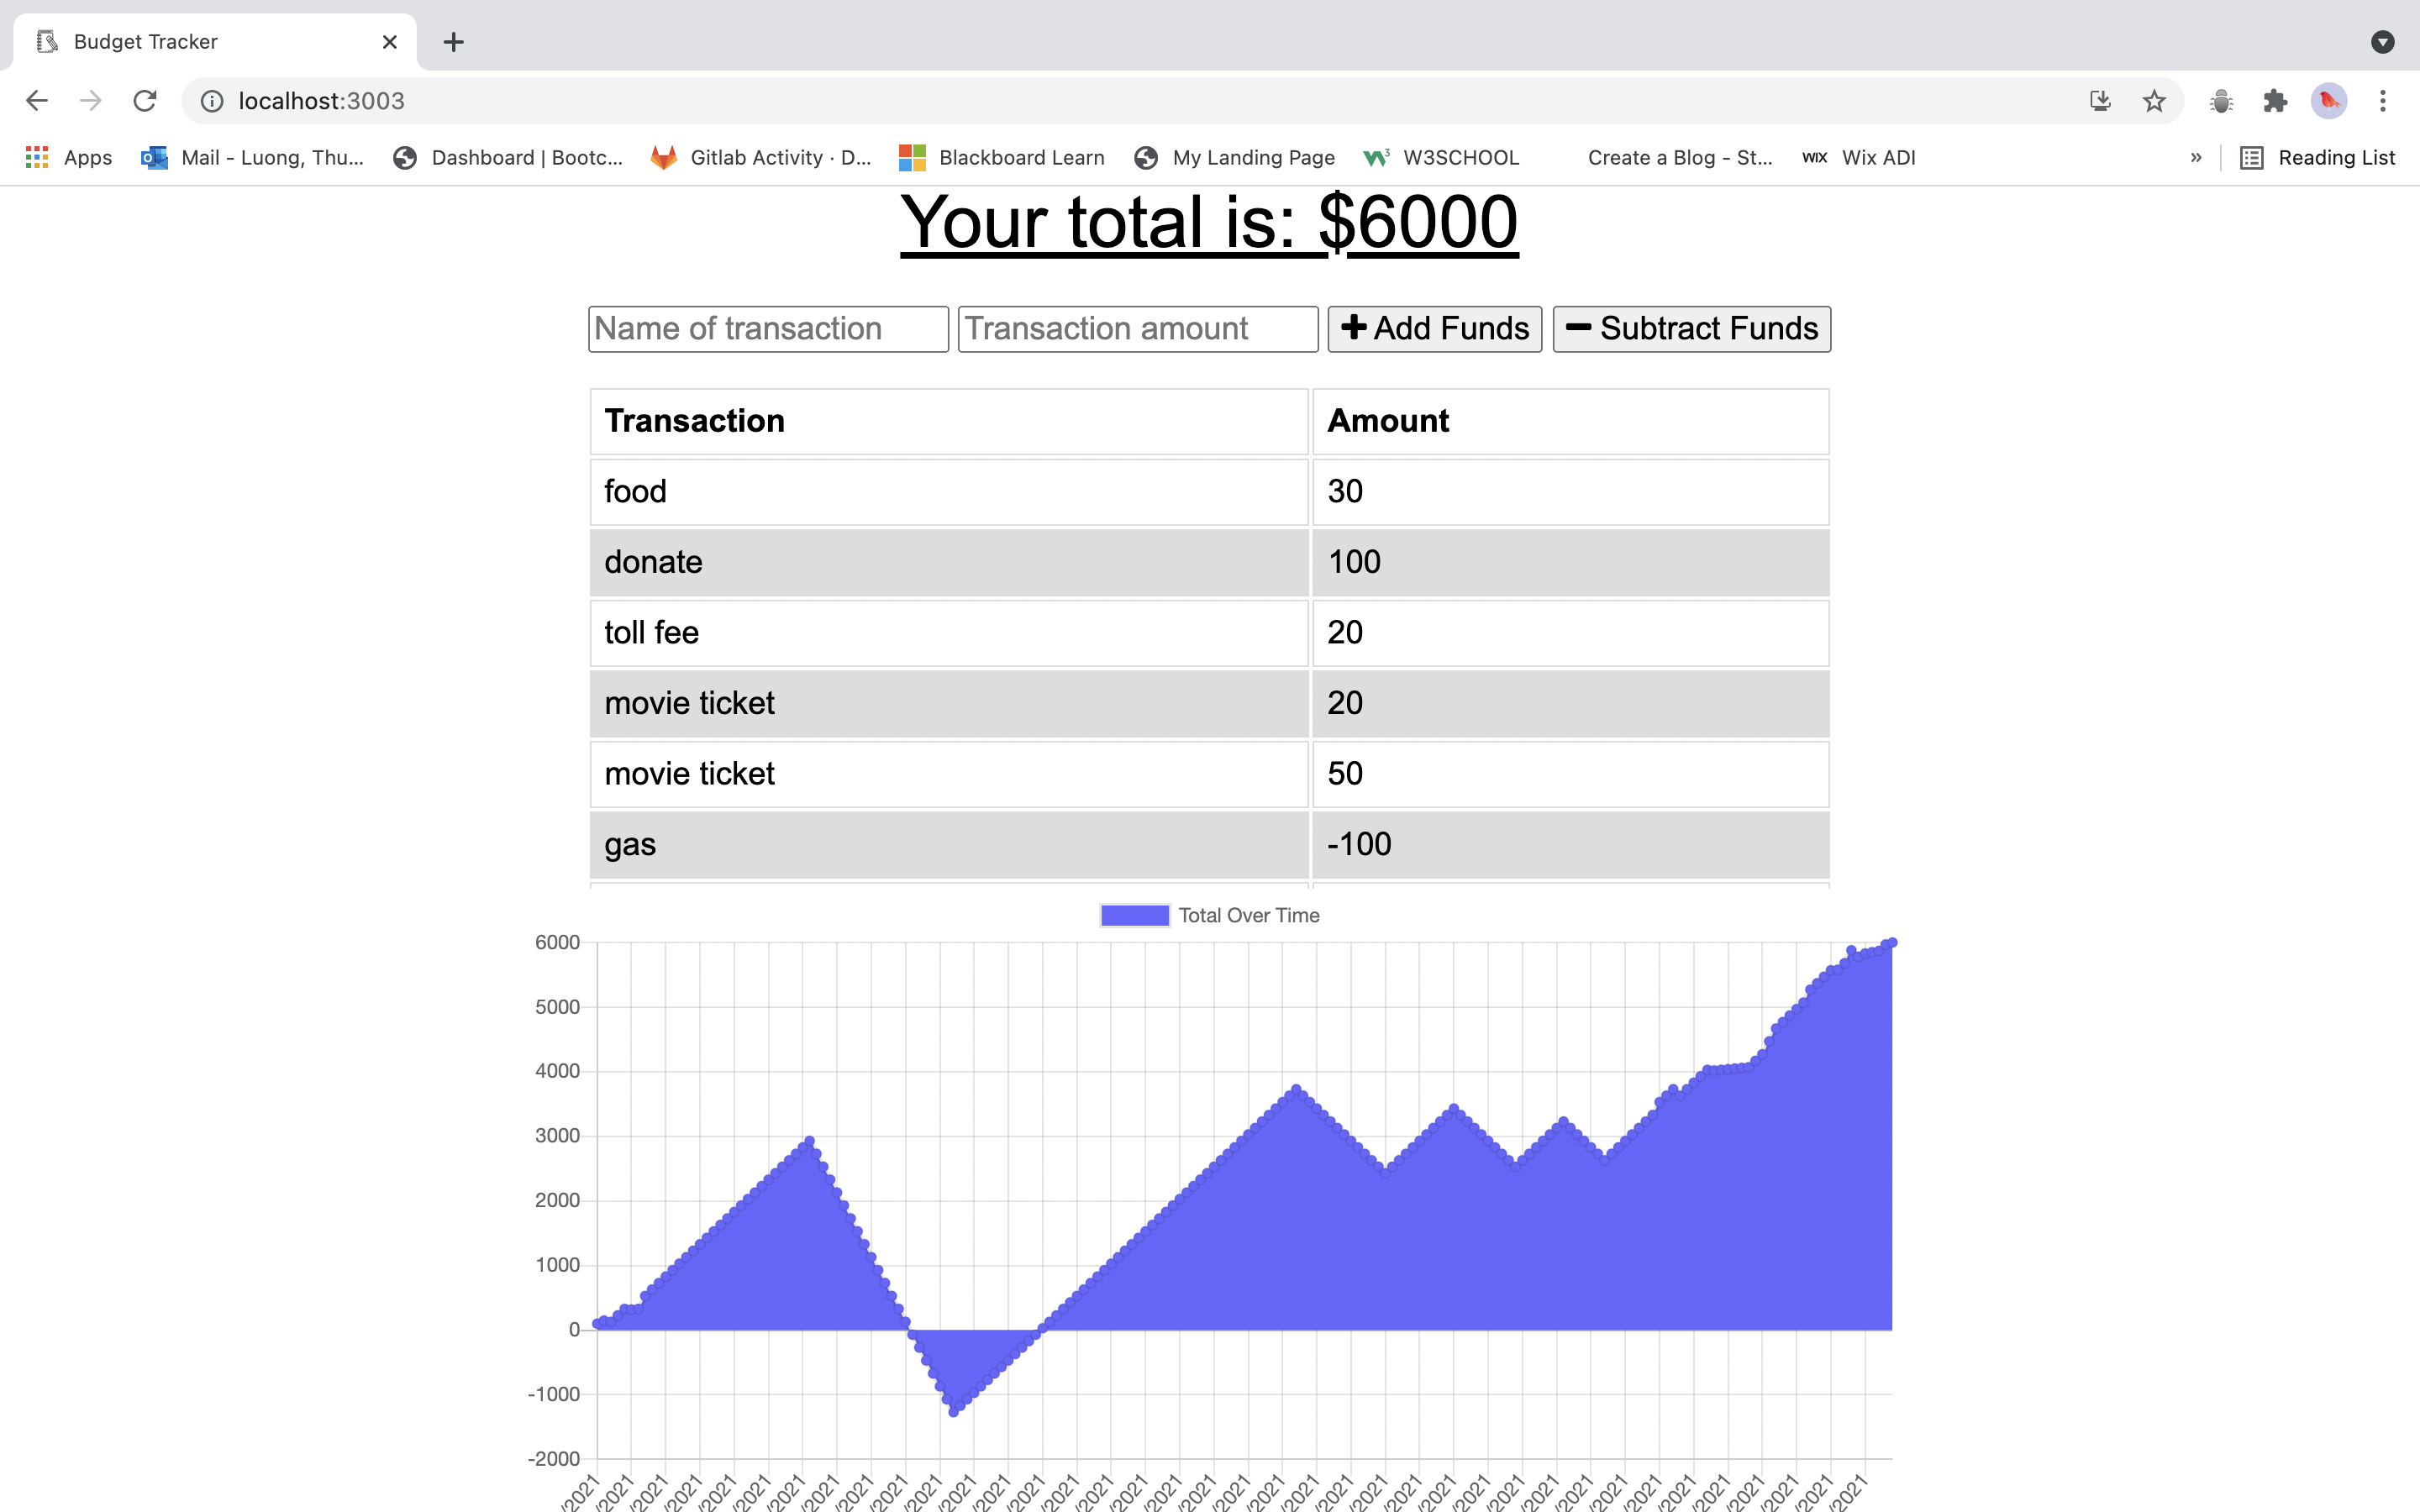 Budget Tracker
localhost:3003
Apps Mail - Luong, Thu... Dashboard | Bootc... Gitlab Activity · D... Blackboard Learn My Landing Page W3SCHOOL Create a Blog - St... WIX Wix ADI » Reading List
Your total is: $6000
Name of transaction Transaction amount Add Funds Subtract Funds
Transaction Amount
food 30
donate 100
toll fee 20
movie ticket 20
movie ticket 50
gas -100
Total Over Time
6000
5000
4000
3000
2000
1000
0
-1000
-2000
/2021 /2021 /2021 /2021 /2021 /2021 /2021 /2021 /2021 /2021 /2021 /2021 /2021 /2021 /2021 /2021 /2021 /2021 /2021 /2021 /2021 /2021 /2021 /2021 /2021 /2021 /2021 /2021 /2021 /2021 /2021 /2021 /2021 /2021 /2021 /2021 /2021 /2021